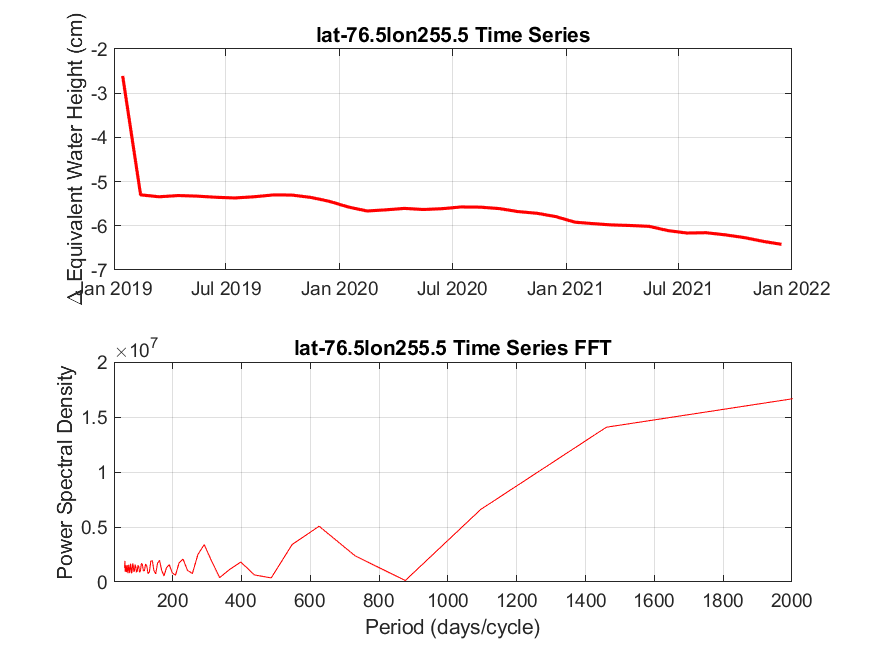 lat-76.5lon255.5 Time Series
Δ Equivalent Water Height (cm)
-2
-3
-4
-5
-6
-7
Jan 2019 Jul 2019 Jan 2020 Jul 2020 Jan 2021 Jul 2021 Jan 2022
lat-76.5lon255.5 Time Series FFT
×10⁷
Power Spectral Density
2
1.5
1
0.5
0
200 400 600 800 1000 1200 1400 1600 1800 2000
Period (days/cycle)